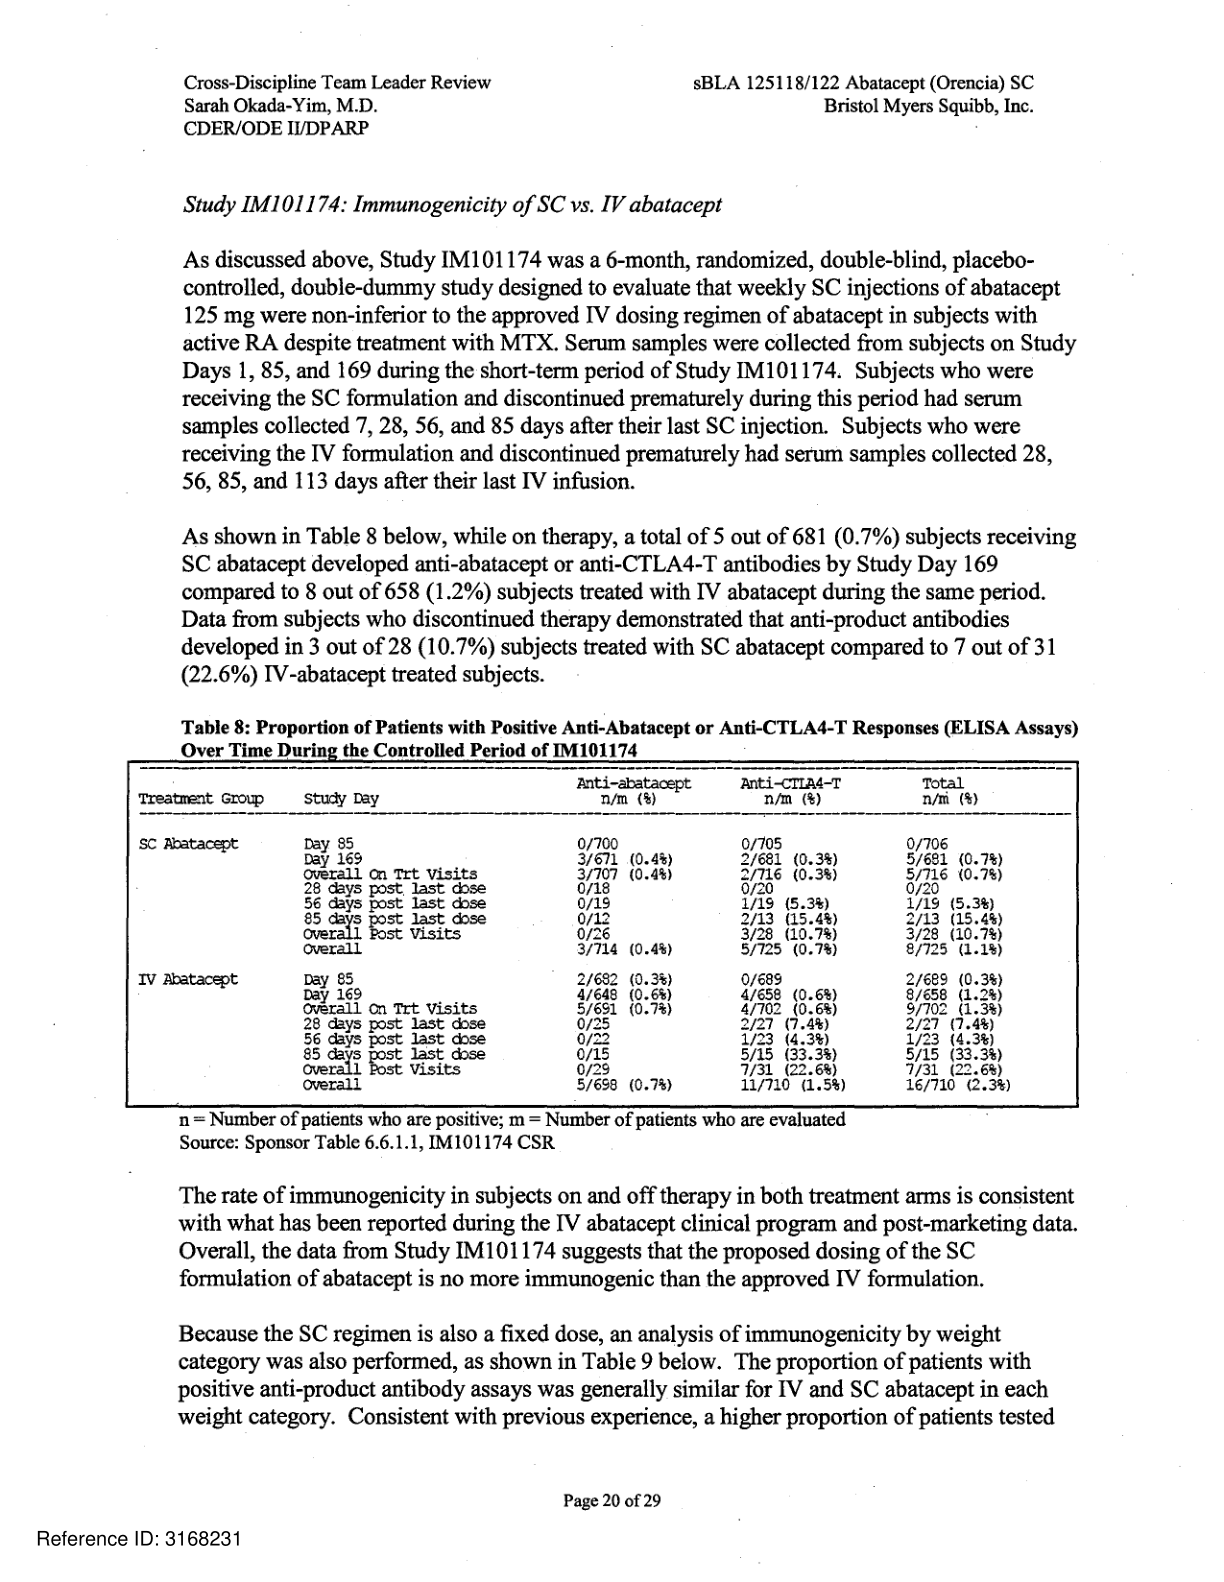 Cross-Discipline Team Leader Review sBLA 125118/122 Abatacept (Orencia) SC
Sarah Okada-Yim, M.D. Bristol Myers Squibb, Inc.
CDER/ODE II/DPARP
Study IM101174: Immunogenicity of SC vs. IV abatacept
As discussed above, Study IM101174 was a 6-month, randomized, double-blind, placebo-
controlled, double-dummy study designed to evaluate that weekly SC injections of abatacept
125 mg were non-inferior to the approved IV dosing regimen of abatacept in subjects with
active RA despite treatment with MTX. Serum samples were collected from subjects on Study
Days 1, 85, and 169 during the short-term period of Study IM101174. Subjects who were
receiving the SC formulation and discontinued prematurely during this period had serum
samples collected 7, 28, 56, and 85 days after their last SC injection. Subjects who were
receiving the IV formulation and discontinued prematurely had serum samples collected 28,
56, 85, and 113 days after their last IV infusion.
As shown in Table 8 below, while on therapy, a total of 5 out of 681 (0.7%) subjects receiving
SC abatacept developed anti-abatacept or anti-CTLA4-T antibodies by Study Day 169
compared to 8 out of 658 (1.2%) subjects treated with IV abatacept during the same period.
Data from subjects who discontinued therapy demonstrated that anti-product antibodies
developed in 3 out of 28 (10.7%) subjects treated with SC abatacept compared to 7 out of 31
(22.6%) IV-abatacept treated subjects.
Table 8: Proportion of Patients with Positive Anti-Abatacept or Anti-CTLA4-T Responses (ELISA Assays)
Over Time During the Controlled Period of IM101174
Anti-abatacept Anti-CTLA4-T Total
Treatment Group Study Day n/m (%) n/m (%) n/m (%)
SC Abatacept Day 85 0/700 0/705 0/706
Day 169 3/671 (0.4%) 2/681 (0.3%) 5/681 (0.7%)
Overall On Trt Visits 3/707 (0.4%) 2/716 (0.3%) 5/716 (0.7%)
28 days post last dose 0/18 0/20 0/20
56 days post last dose 0/19 1/19 (5.3%) 1/19 (5.3%)
85 days post last dose 0/12 2/13 (15.4%) 2/13 (15.4%)
Overall Post Visits 0/26 3/28 (10.7%) 3/28 (10.7%)
Overall 3/714 (0.4%) 5/725 (0.7%) 8/725 (1.1%)
IV Abatacept Day 85 2/682 (0.3%) 0/689 2/689 (0.3%)
Day 169 4/648 (0.6%) 4/658 (0.6%) 8/658 (1.2%)
Overall On Trt Visits 5/691 (0.7%) 4/702 (0.6%) 9/702 (1.3%)
28 days post last dose 0/25 2/27 (7.4%) 2/27 (7.4%)
56 days post last dose 0/22 1/23 (4.3%) 1/23 (4.3%)
85 days post last dose 0/15 5/15 (33.3%) 5/15 (33.3%)
Overall Post Visits 0/29 7/31 (22.6%) 7/31 (22.6%)
Overall 5/698 (0.7%) 11/710 (1.5%) 16/710 (2.3%)
n = Number of patients who are positive; m = Number of patients who are evaluated
Source: Sponsor Table 6.6.1.1, IM101174 CSR
The rate of immunogenicity in subjects on and off therapy in both treatment arms is consistent
with what has been reported during the IV abatacept clinical program and post-marketing data.
Overall, the data from Study IM101174 suggests that the proposed dosing of the SC
formulation of abatacept is no more immunogenic than the approved IV formulation.
Because the SC regimen is also a fixed dose, an analysis of immunogenicity by weight
category was also performed, as shown in Table 9 below. The proportion of patients with
positive anti-product antibody assays was generally similar for IV and SC abatacept in each
weight category. Consistent with previous experience, a higher proportion of patients tested
Page 20 of 29
Reference ID: 3168231